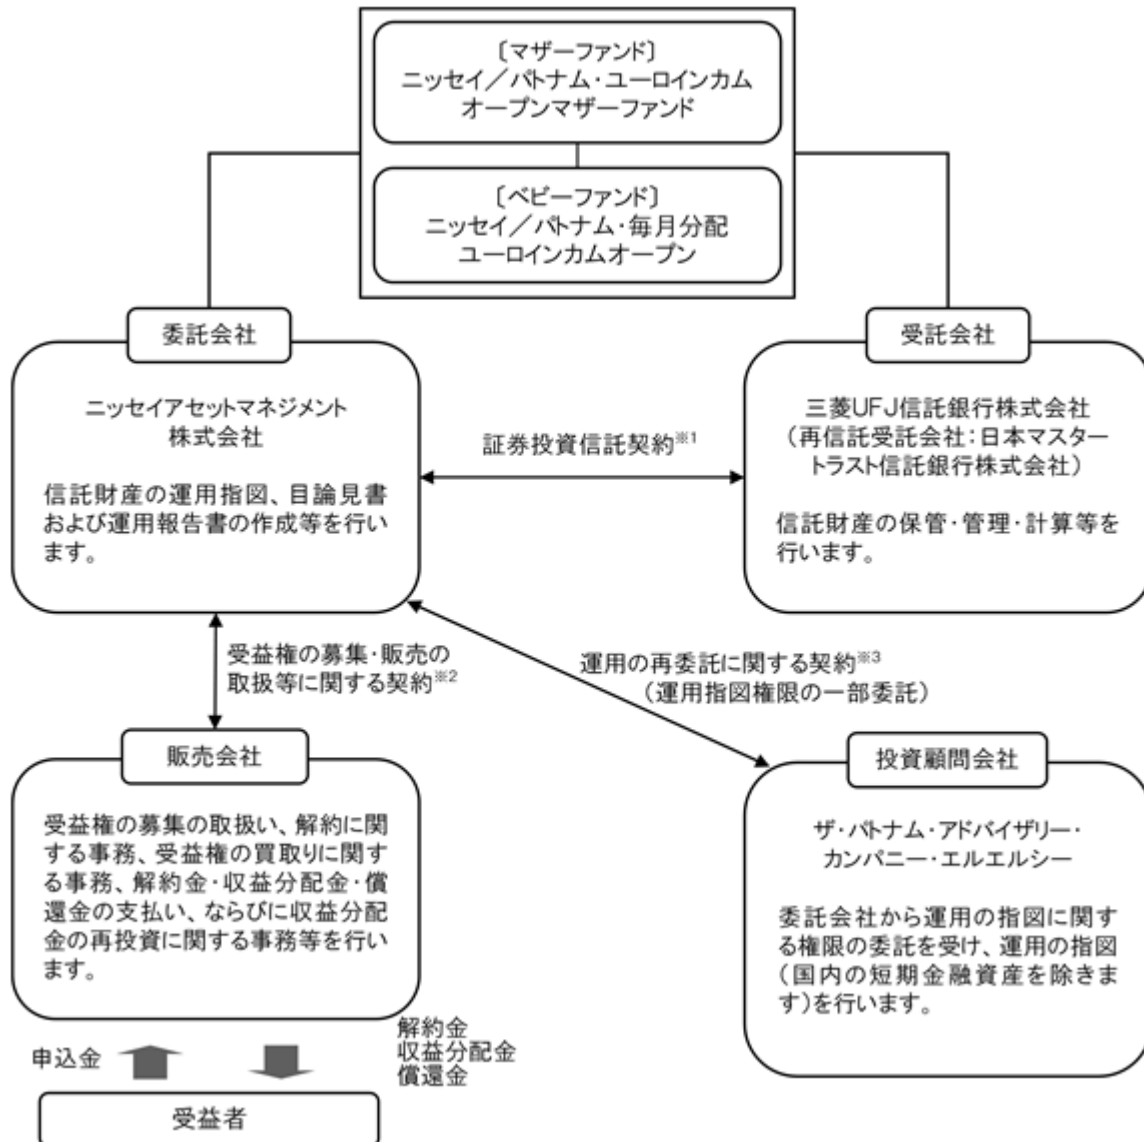 〔マザーファンド〕
ニッセイ／パトナム・ユーロインカム
オープンマザーファンド
〔ベビーファンド〕
ニッセイ／パトナム・毎月分配
ユーロインカムオープン
委託会社
ニッセイアセットマネジメント
株式会社
信託財産の運用指図、目論見書
および運用報告書の作成等を行い
ます。
証券投資信託契約※1
受託会社
三菱UFJ信託銀行株式会社
（再信託受託会社：日本マスター
トラスト信託銀行株式会社）
信託財産の保管・管理・計算等を
行います。
受益権の募集・販売の
取扱等に関する契約※2
運用の再委託に関する契約※3
（運用指図権限の一部委託）
販売会社
受益権の募集の取扱い、解約に関
する事務、受益権の買取りに関す
る事務、解約金・収益分配金・償
還金の支払い、ならびに収益分配
金の再投資に関する事務等を行い
ます。
投資顧問会社
ザ・パトナム・アドバイザリー・
カンパニー・エルエルシー
委託会社から運用の指図に関す
る権限の委託を受け、運用の指図
（国内の短期金融資産を除きま
す）を行います。
申込金
解約金
収益分配金
償還金
受益者